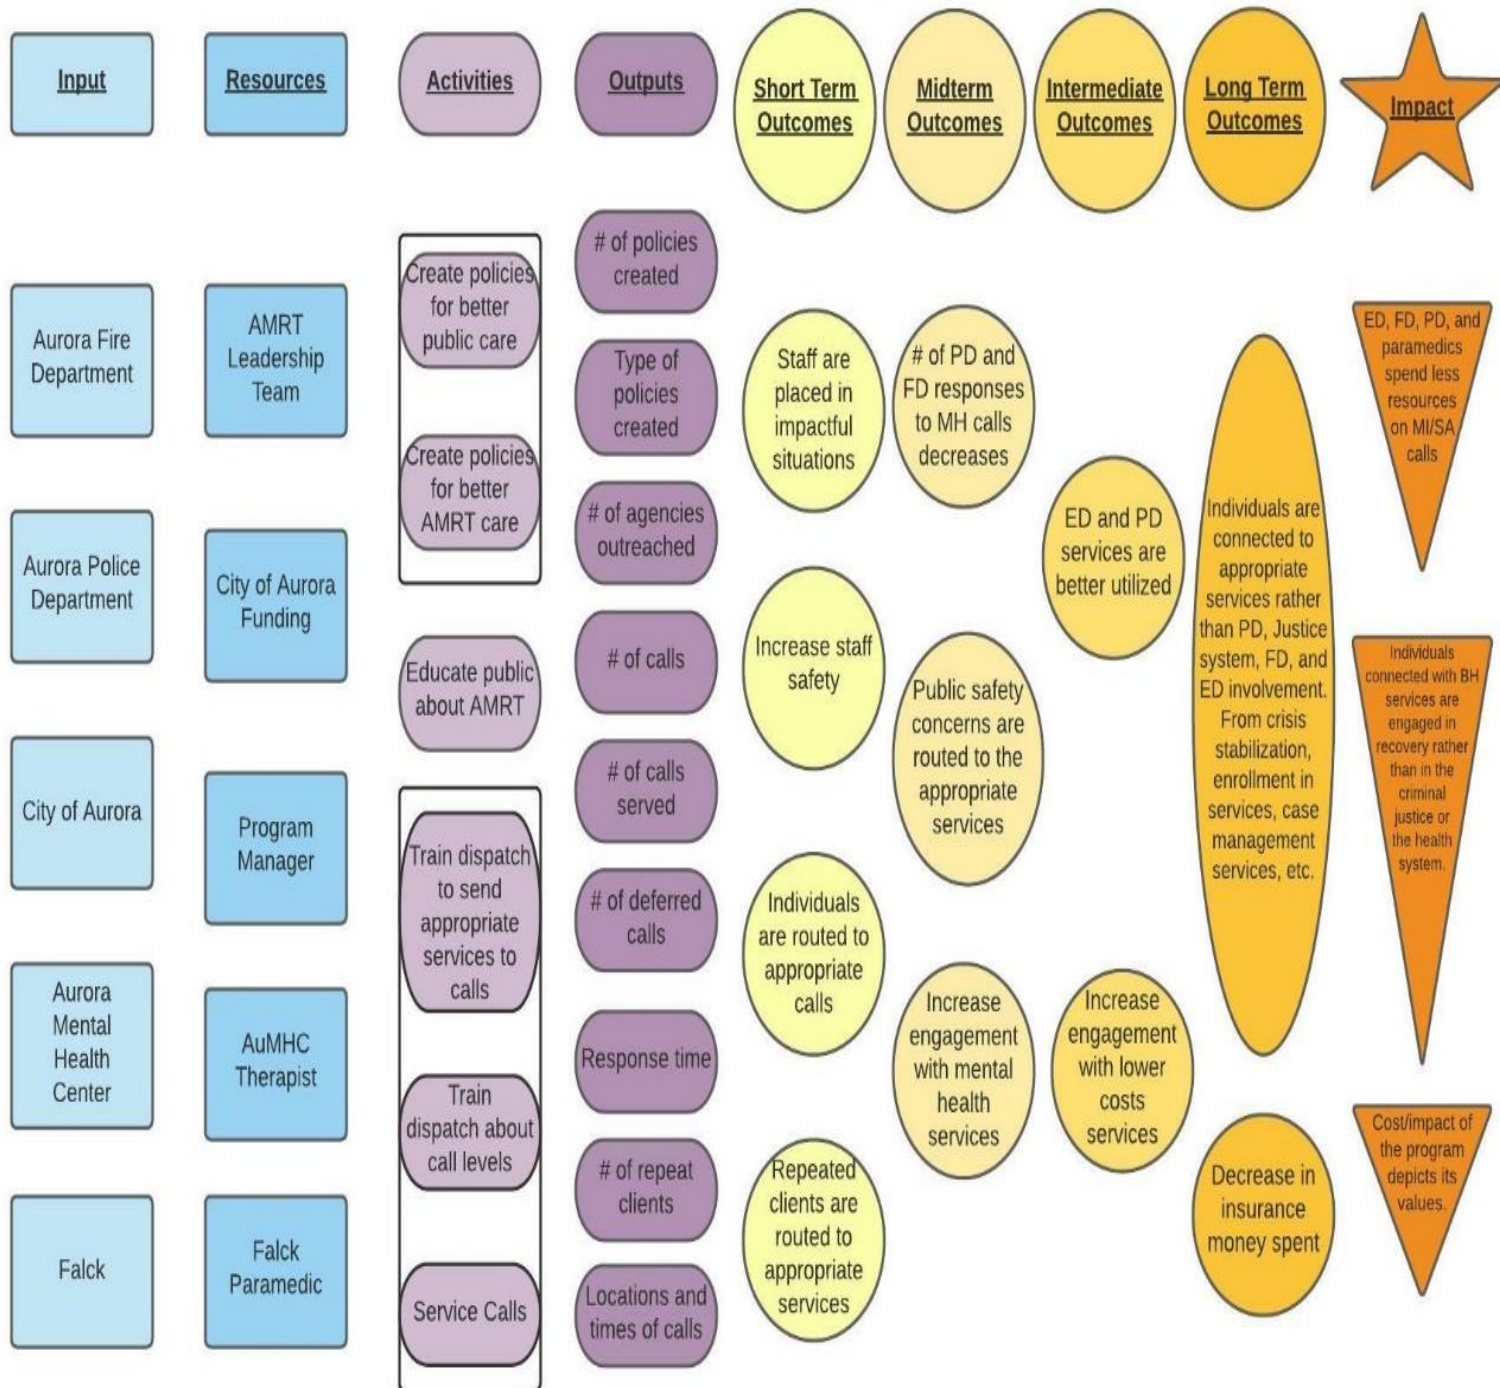 Input
Resources
Activities
Outputs
Short Term
Outcomes
Midterm
Outcomes
Intermediate
Outcomes
Long Term
Outcomes
Impact
Aurora Fire
Department
Aurora Police
Department
City of Aurora
Aurora
Mental
Health
Center
Falck
AMRT
Leadership
Team
City of Aurora
Funding
Program
Manager
AuMHC
Therapist
Falck
Paramedic
Create policies
for better
public care
Create policies
for better
AMRT care
Educate public
about AMRT
Train dispatch
to send
appropriate
services to
calls
Train
dispatch about
call levels
Service Calls
# of policies
created
Type of
policies
created
# of agencies
outreached
# of calls
# of calls
served
# of deferred
calls
Response time
# of repeat
clients
Locations and
times of calls
Staff are
placed in
impactful
situations
Increase staff
safety
Individuals
are routed to
appropriate
calls
Repeated
clients are
routed to
appropriate
services
# of PD and
FD responses
to MH calls
decreases
Public safety
concerns are
routed to the
appropriate
services
Increase
engagement
with mental
health
services
ED and PD
services are
better utilized
Increase
engagement
with lower
costs
services
Individuals are
connected to
appropriate
services rather
than PD, Justice
system, FD, and
ED involvement.
From crisis
stabilization,
enrollment in
services, case
management
services, etc.
Decrease in
insurance
money spent
ED, FD, PD, and
paramedics
spend less
resources
on MI/SA
calls
Individuals
connected with BH
services are
engaged in
recovery rather
than in the
criminal
justice or
the health
system.
Cost/impact of
the program
depicts its
values.